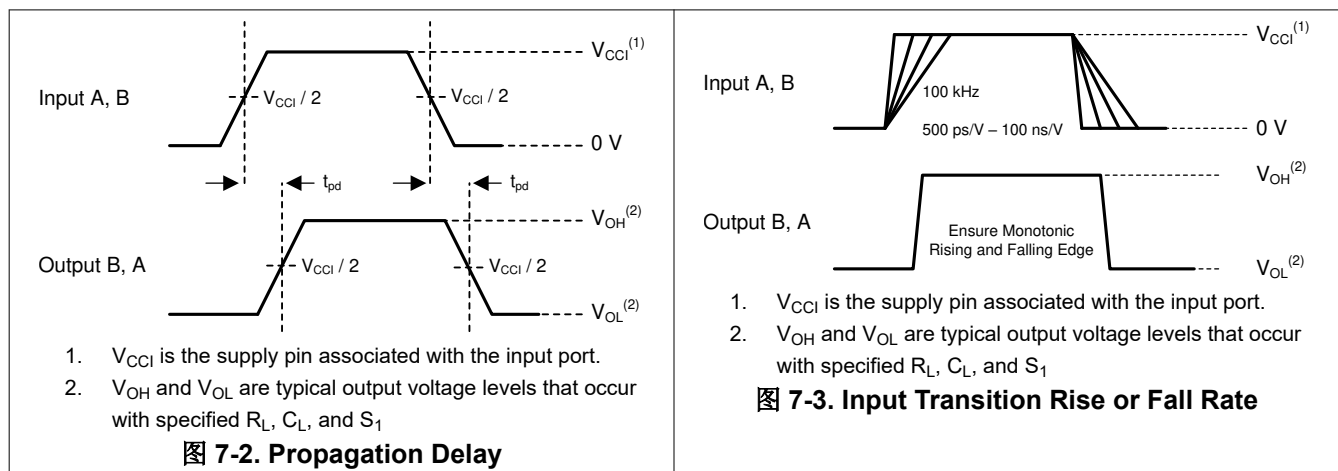 V_CCI(1)
Input A, B
V_CCI / 2
V_CCI / 2
0 V
t_pd
t_pd
V_OH(2)
Output B, A
V_CCI / 2
V_CCI / 2
V_OL(2)
1. V_CCI is the supply pin associated with the input port.
2. V_OH and V_OL are typical output voltage levels that occur
with specified R_L, C_L, and S_1
图 7-2. Propagation Delay
V_CCI(1)
Input A, B
100 kHz
500 ps/V – 100 ns/V
0 V
V_OH(2)
Output B, A
Ensure Monotonic
Rising and Falling Edge
V_OL(2)
1. V_CCI is the supply pin associated with the input port.
2. V_OH and V_OL are typical output voltage levels that occur
with specified R_L, C_L, and S_1
图 7-3. Input Transition Rise or Fall Rate